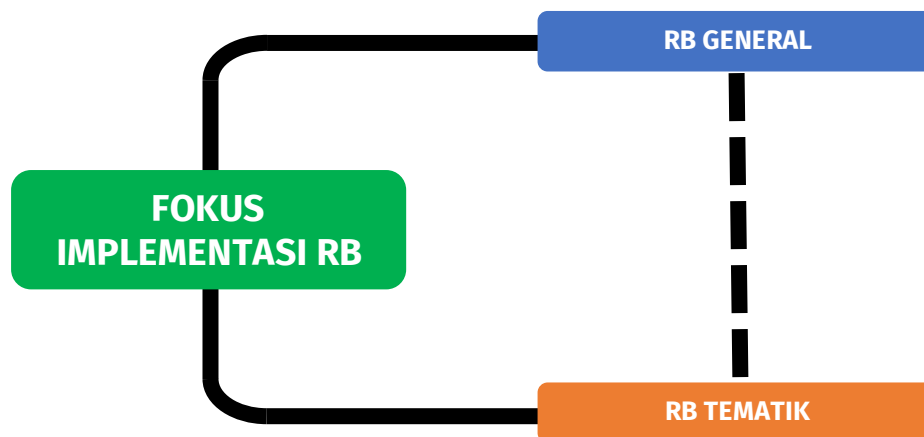 RB GENERAL
FOKUS
IMPLEMENTASI RB
RB TEMATIK